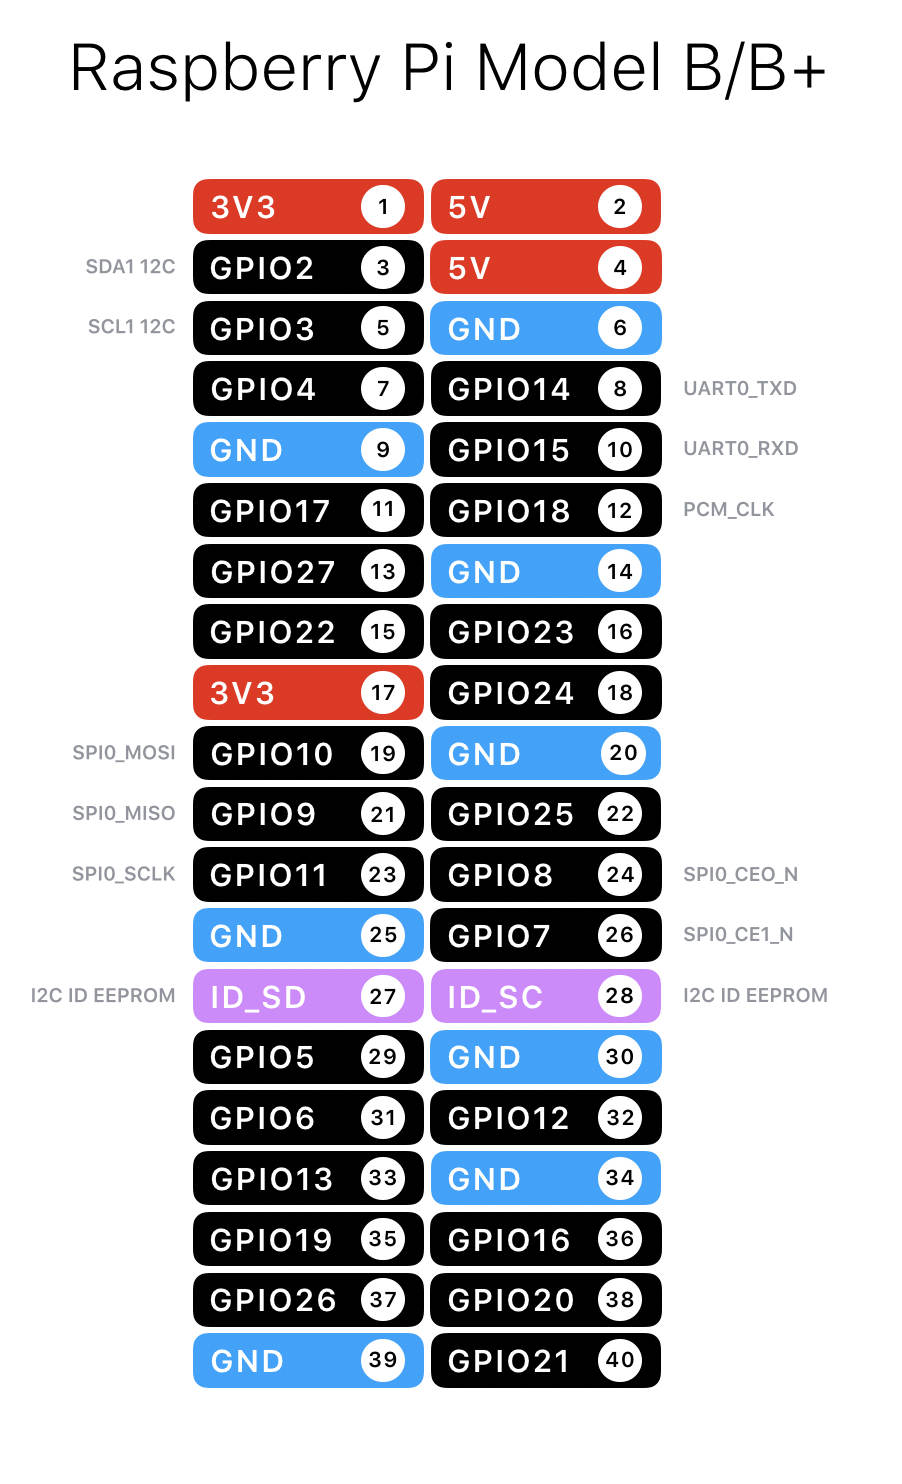 Raspberry Pi Model B/B+
3V3 1 5V 2
SDA1 12C GPIO2 3 5V 4
SCL1 12C GPIO3 5 GND 6
GPIO4 7 GPIO14 8 UART0_TXD
GND 9 GPIO15 10 UART0_RXD
GPIO17 11 GPIO18 12 PCM_CLK
GPIO27 13 GND 14
GPIO22 15 GPIO23 16
3V3 17 GPIO24 18
SPI0_MOSI GPIO10 19 GND 20
SPI0_MISO GPIO9 21 GPIO25 22
SPI0_SCLK GPIO11 23 GPIO8 24 SPI0_CEO_N
GND 25 GPIO7 26 SPI0_CE1_N
I2C ID EEPROM ID_SD 27 ID_SC 28 I2C ID EEPROM
GPIO5 29 GND 30
GPIO6 31 GPIO12 32
GPIO13 33 GND 34
GPIO19 35 GPIO16 36
GPIO26 37 GPIO20 38
GND 39 GPIO21 40